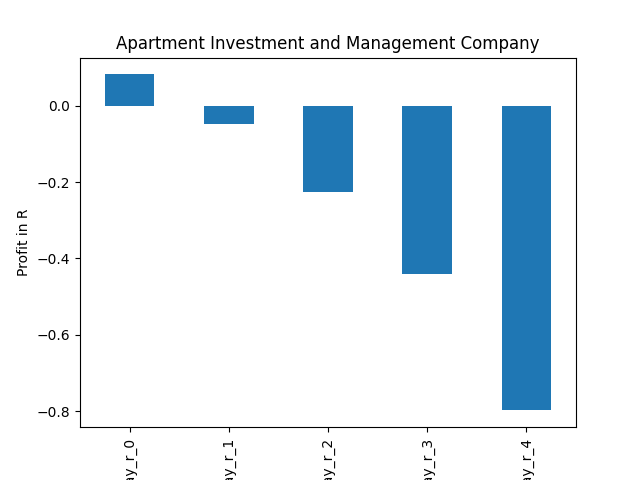 Apartment Investment and Management Company
Profit in R
0.0
−0.2
−0.4
−0.6
−0.8
ay_r_0
ay_r_1
ay_r_2
ay_r_3
ay_r_4